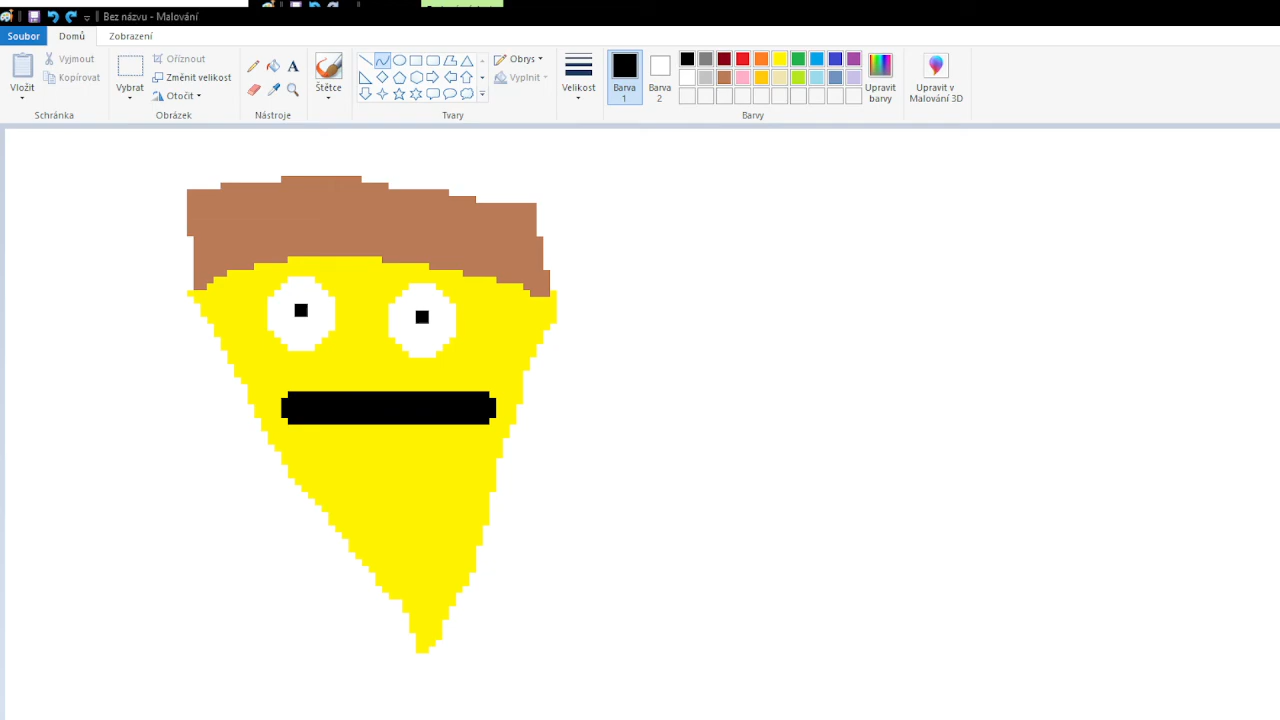 Bez názvu - Malování
Soubor Domů Zobrazení
Vložit
Vyjmout
Kopírovat
Schránka
Vybrat
Oříznout
Změnit velikost
Otočit
Obrázek
A
Nástroje
Štětce
Obrys
Vyplnit
Tvary
Velikost
Barva
1
Barva
2
Upravit
barvy
Barvy
Upravit v
Malování 3D